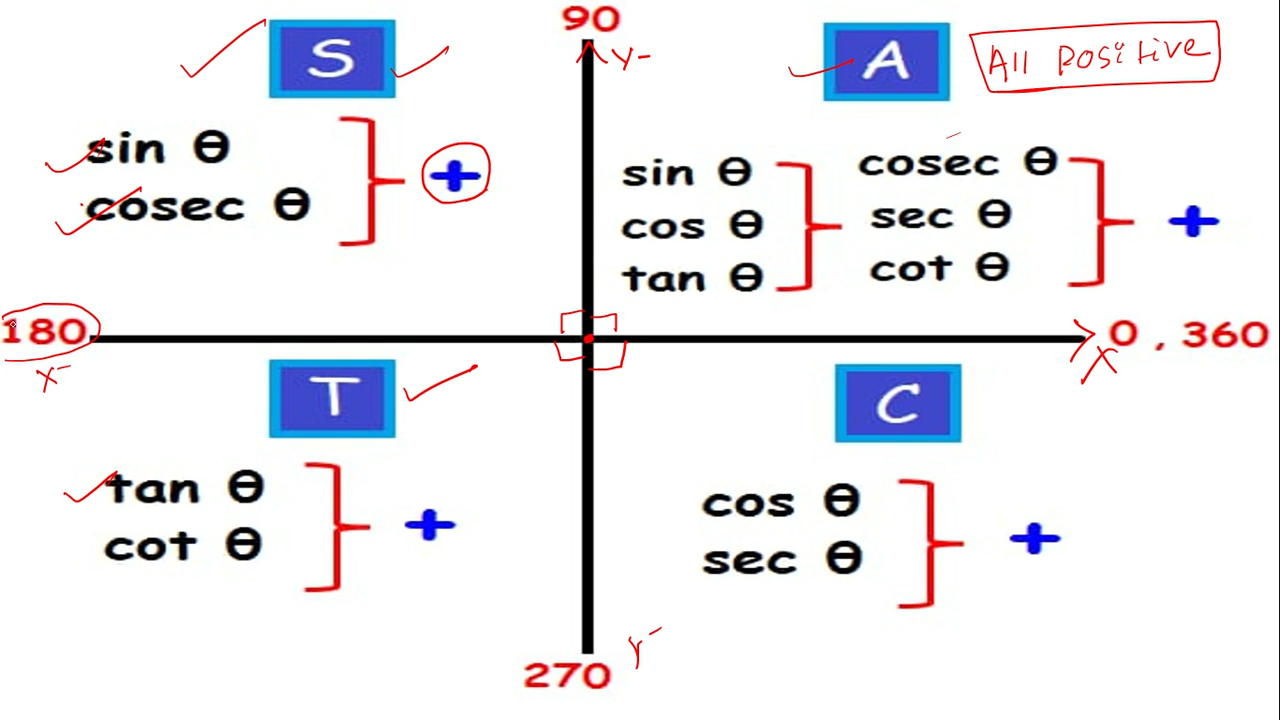 90
S
y-
A
All Positive
sin θ
cosec θ
+
sin θ
cos θ
tan θ
cosec θ
sec θ
cot θ
+
180
0 , 360
x-
X
T
C
tan θ
cot θ
+
cos θ
sec θ
+
270
Y-